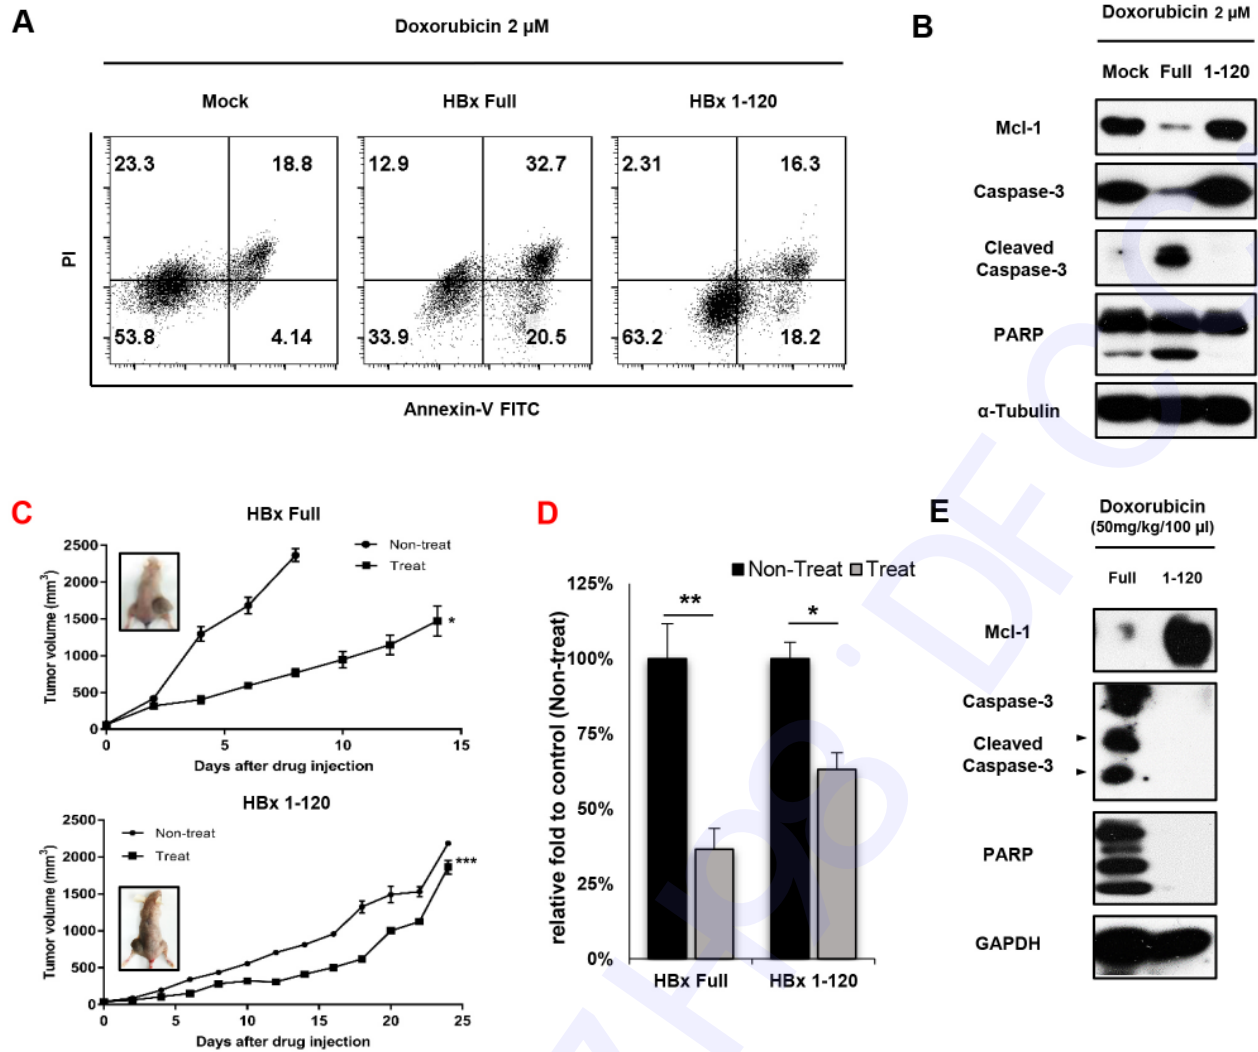 A
Doxorubicin 2 µM
Mock
HBx Full
HBx 1-120
23.3
18.8
53.8
4.14
12.9
32.7
33.9
20.5
2.31
16.3
63.2
18.2
PI
Annexin-V FITC
B
Doxorubicin 2 µM
Mock Full 1-120
Mcl-1
Caspase-3
Cleaved
Caspase-3
PARP
α-Tubulin
C
HBx Full
Tumor volume (mm³)
2500
2000
1500
1000
500
0
Non-treat
Treat
*
0 5 10 15
Days after drug injection
HBx 1-120
Tumor volume (mm³)
2500
2000
1500
1000
500
0
Non-treat
Treat
***
0 5 10 15 20 25
Days after drug injection
D
relative fold to control (Non-treat)
Non-Treat Treat
125%
100%
75%
50%
25%
0%
**
*
HBx Full
HBx 1-120
E
Doxorubicin
(50mg/kg/100 µl)
Full 1-120
Mcl-1
Caspase-3
Cleaved
Caspase-3
PARP
GAPDH